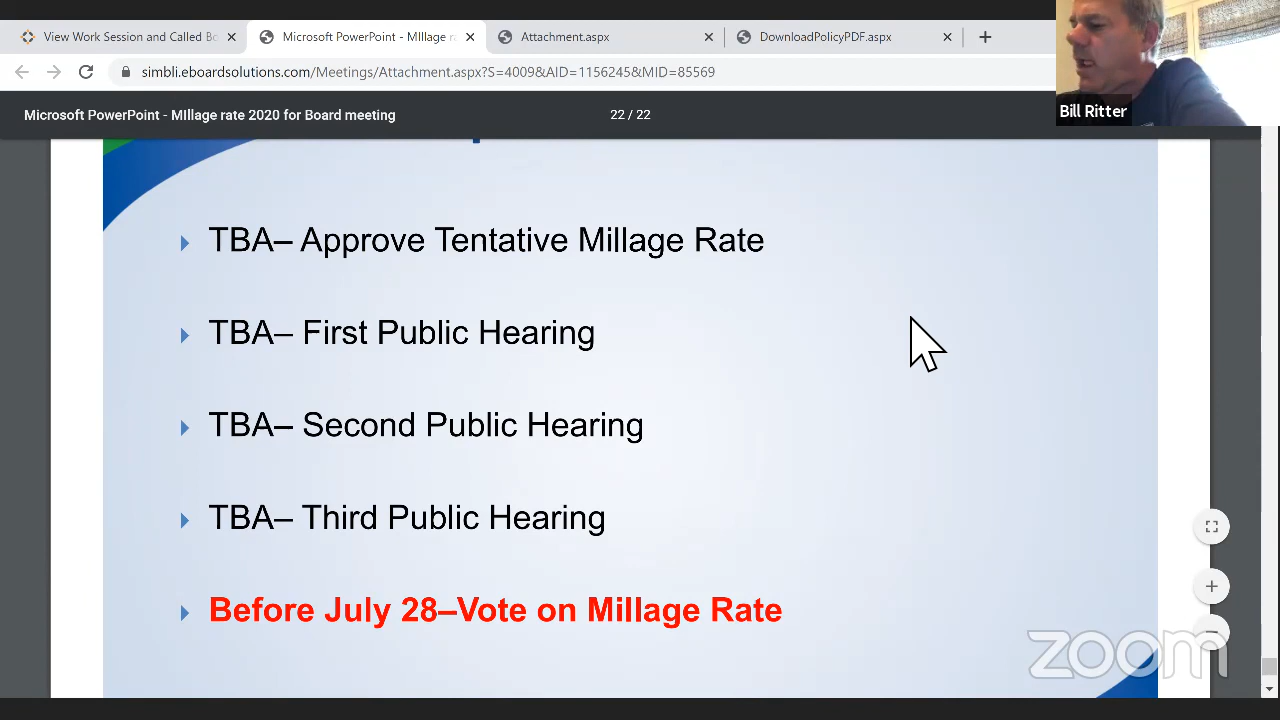 View Work Session and Called Bo
Microsoft PowerPoint - MIllage ra
Attachment.aspx
DownloadPolicyPDF.aspx
simbli.eboardsolutions.com/Meetings/Attachment.aspx?S=4009&AID=1156245&MID=85569
Microsoft PowerPoint - MIllage rate 2020 for Board meeting
22 / 22
Bill Ritter
TBA– Approve Tentative Millage Rate
TBA– First Public Hearing
TBA– Second Public Hearing
TBA– Third Public Hearing
Before July 28–Vote on Millage Rate
zoom